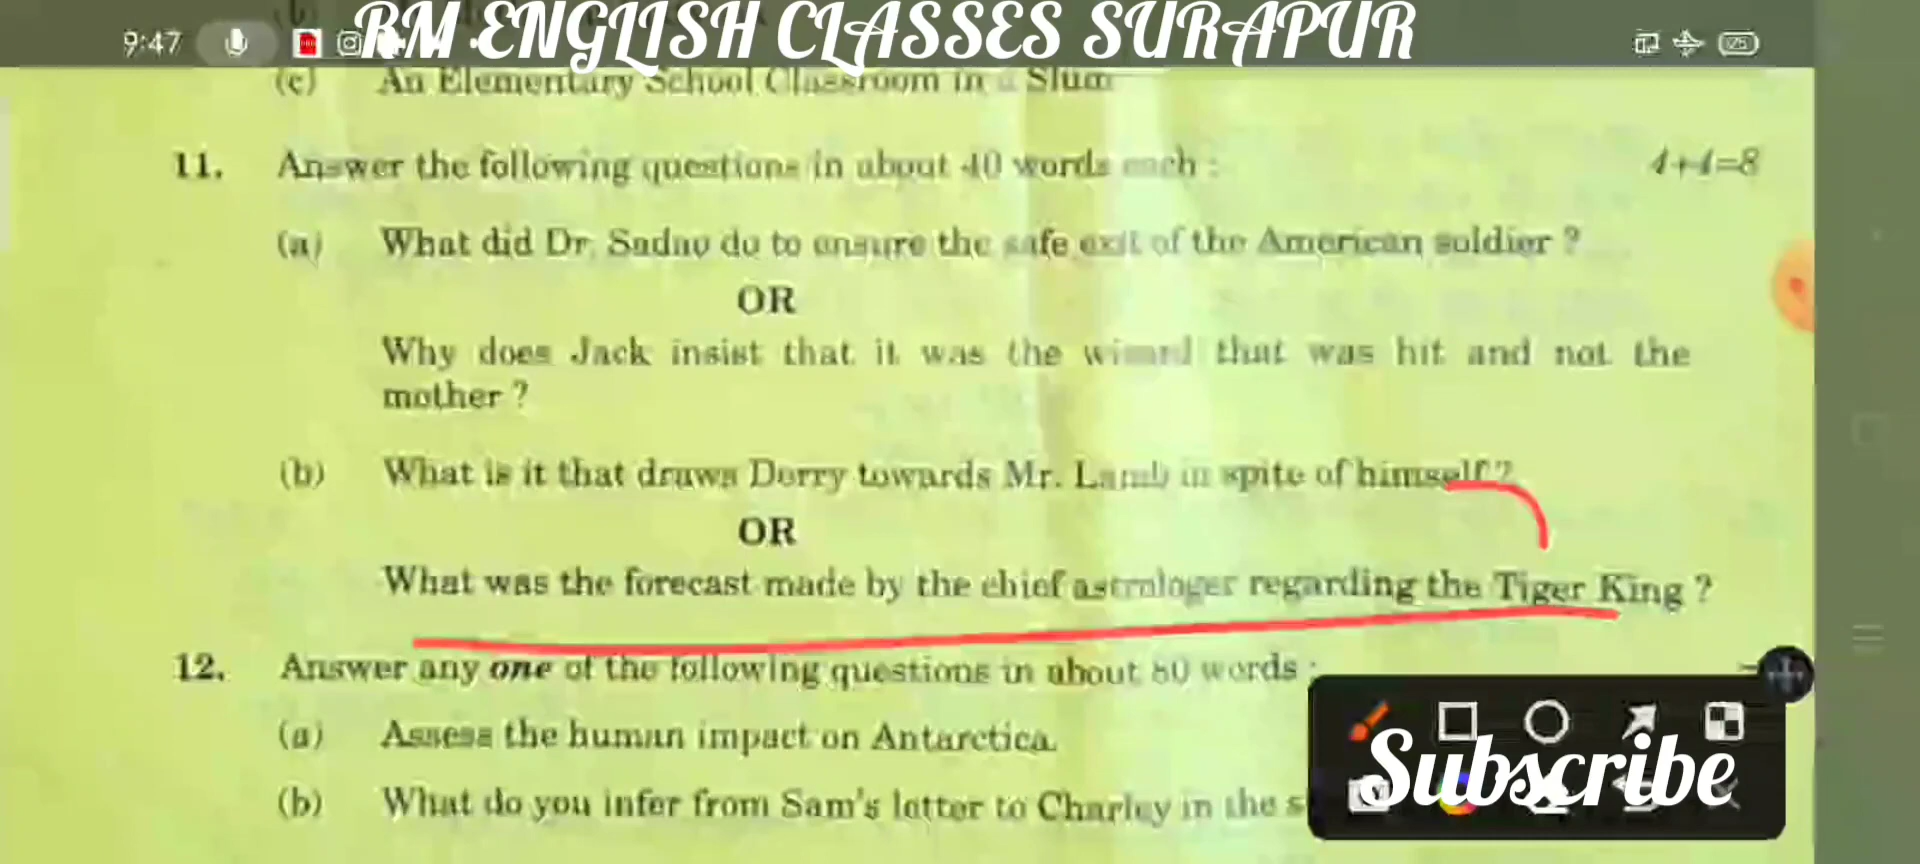 RM ENGLISH CLASSES SURAPUR
9:47
(c) An Elementary School Classroom in a Slum
11. Answer the following questions in about 40 words each : 4+4=8
(a) What did Dr. Sadao do to ensure the safe exit of the American soldier ?
OR
Why does Jack insist that it was the wizard that was hit and not the
mother ?
(b) What is it that draws Derry towards Mr. Lamb in spite of himself ?
OR
What was the forecast made by the chief astrologer regarding the Tiger King ?
12. Answer any one of the following questions in about 80 words :
(a) Assess the human impact on Antarctica.
(b) What do you infer from Sam's letter to Charley in the s
Subscribe